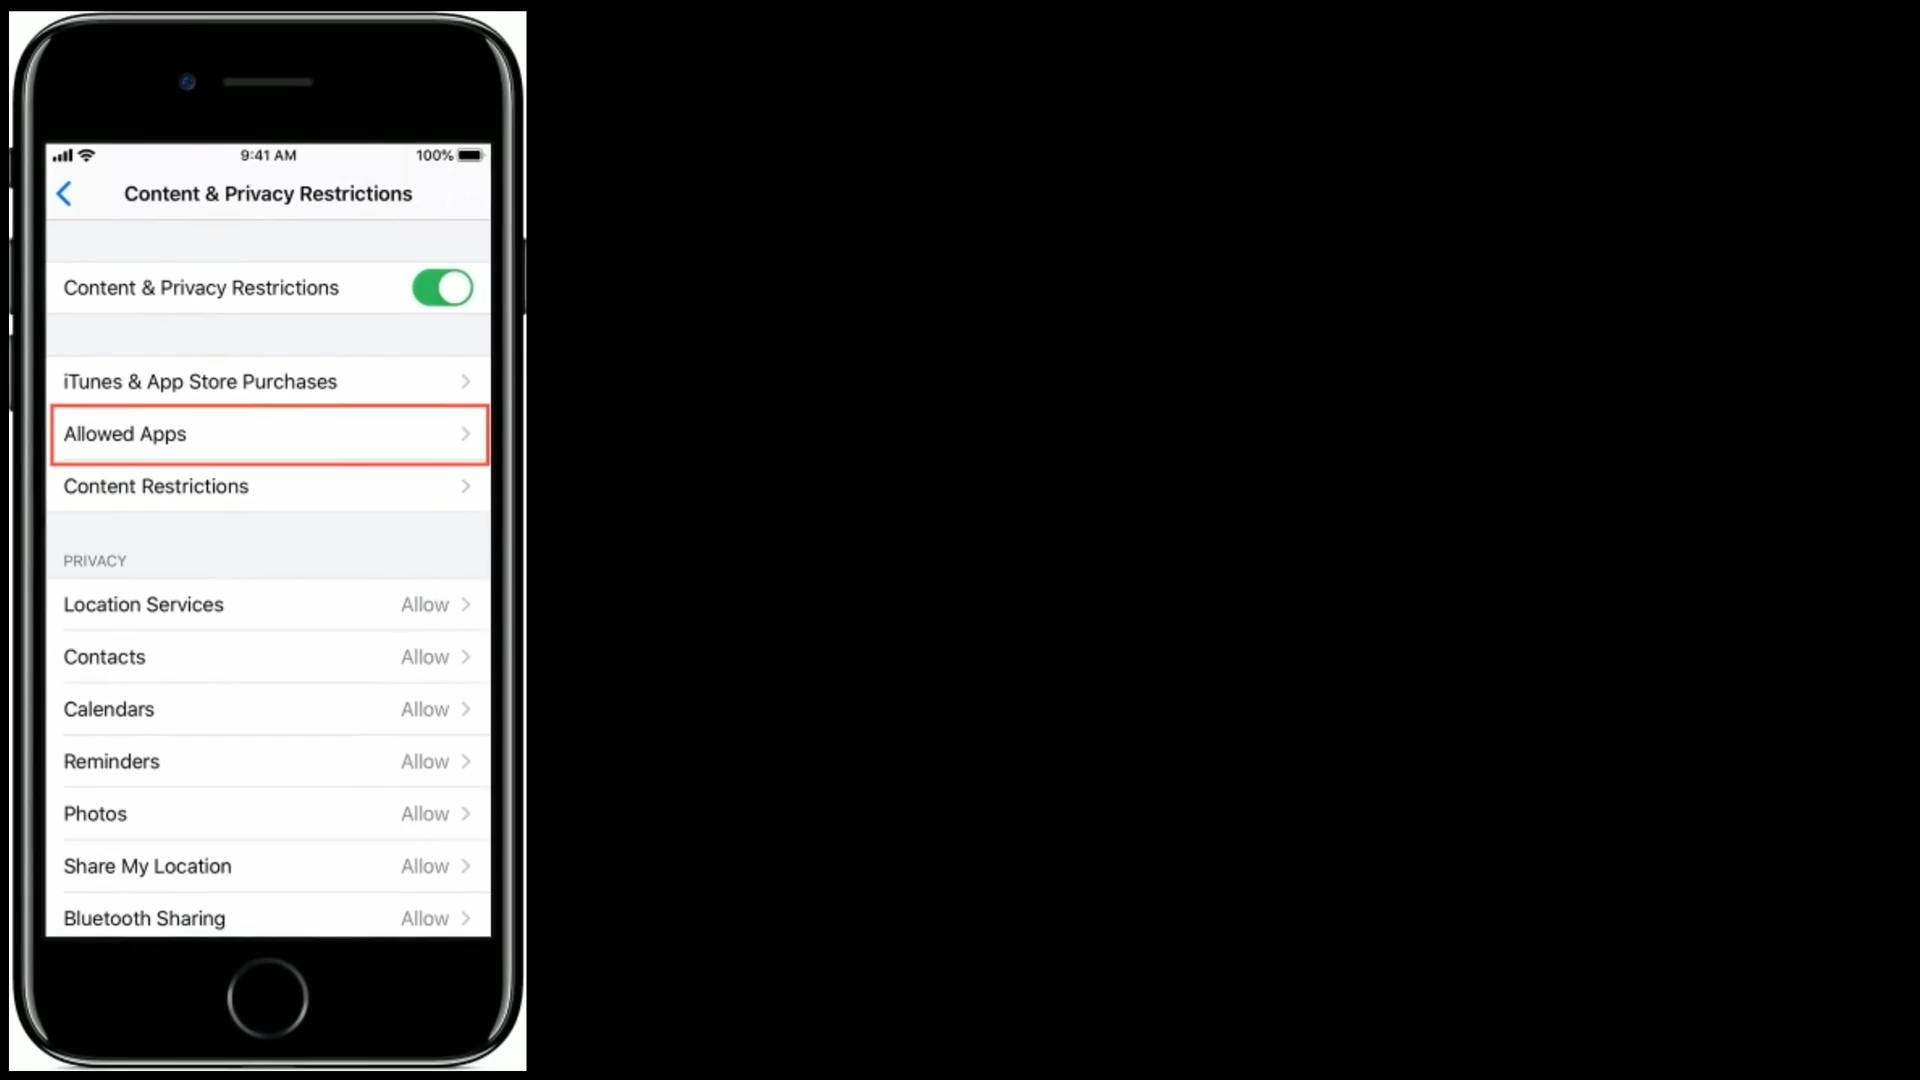 9:41 AM
100%
Content & Privacy Restrictions
Content & Privacy Restrictions
iTunes & App Store Purchases
Allowed Apps
Content Restrictions
PRIVACY
Location Services Allow
Contacts Allow
Calendars Allow
Reminders Allow
Photos Allow
Share My Location Allow
Bluetooth Sharing Allow